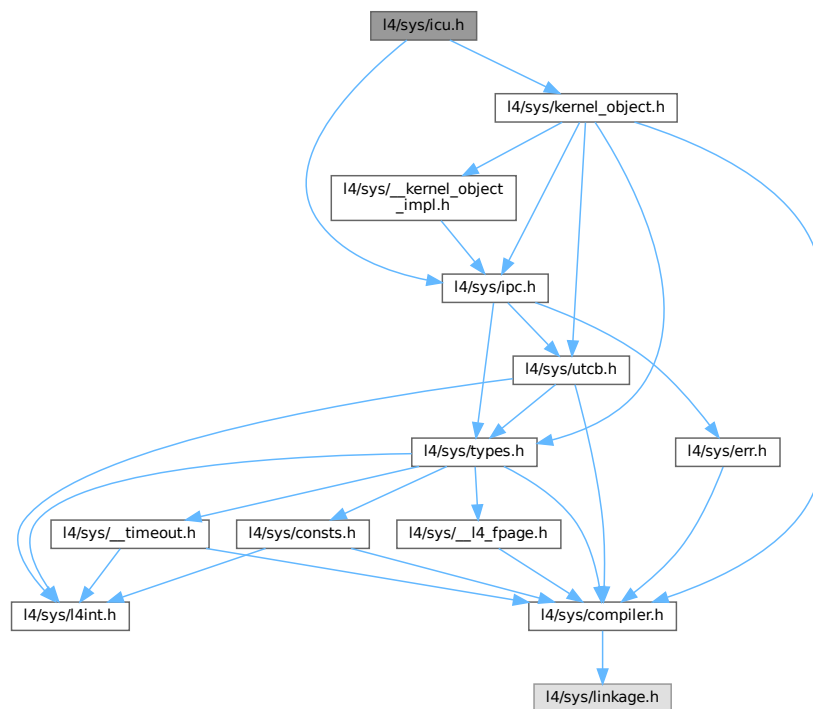 l4/sys/icu.h
l4/sys/kernel_object.h
l4/sys/__kernel_object
_impl.h
l4/sys/ipc.h
l4/sys/utcb.h
l4/sys/types.h
l4/sys/err.h
l4/sys/__timeout.h
l4/sys/consts.h
l4/sys/__l4_fpage.h
l4/sys/l4int.h
l4/sys/compiler.h
l4/sys/linkage.h